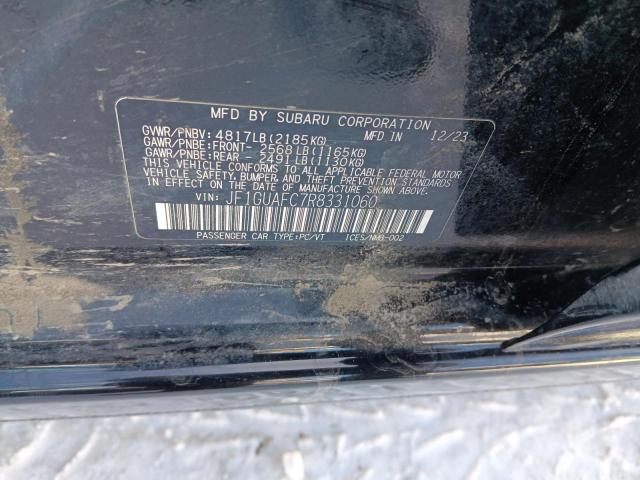 MFD BY SUBARU CORPORATION
GVWR/PNBV: 4817LB(2185KG) MFD IN 12/23
GAWR/PNBE: FRONT- 2568LB(1165KG)
GAWR/PNBE: REAR - 2491LB(1130KG)
THIS VEHICLE CONFORMS TO ALL APPLICABLE FEDERAL MOTOR
VEHICLE SAFETY, BUMPER, AND THEFT PREVENTION STANDARDS
IN EFFECT ON THE DATE OF MANUFACTURE SHOWN ABOVE.
VIN: JF1GUAFC7R8331060
PASSENGER CAR TYPE:PC/VT ICES/NMB-002